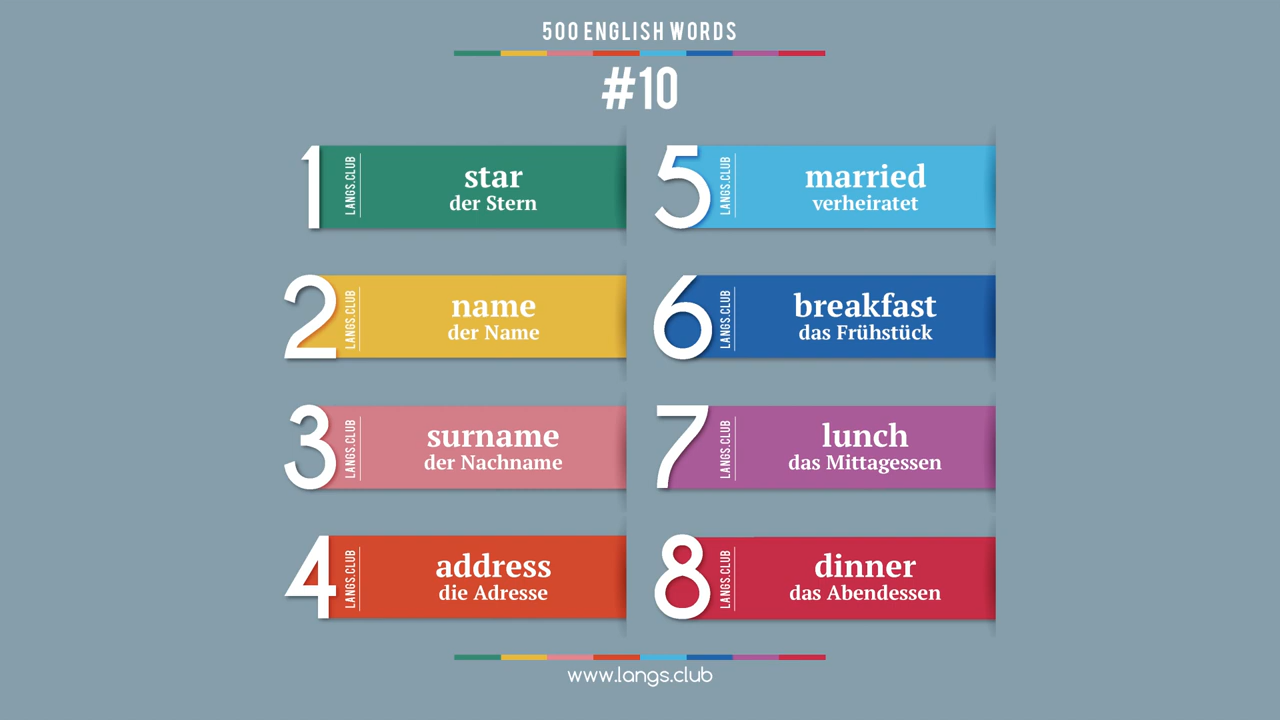 500 ENGLISH WORDS
#10
1
LANGS.CLUB
star
der Stern
2
LANGS.CLUB
name
der Name
3
LANGS.CLUB
surname
der Nachname
4
LANGS.CLUB
address
die Adresse
5
LANGS.CLUB
married
verheiratet
6
LANGS.CLUB
breakfast
das Frühstück
7
LANGS.CLUB
lunch
das Mittagessen
8
LANGS.CLUB
dinner
das Abendessen
www.langs.club